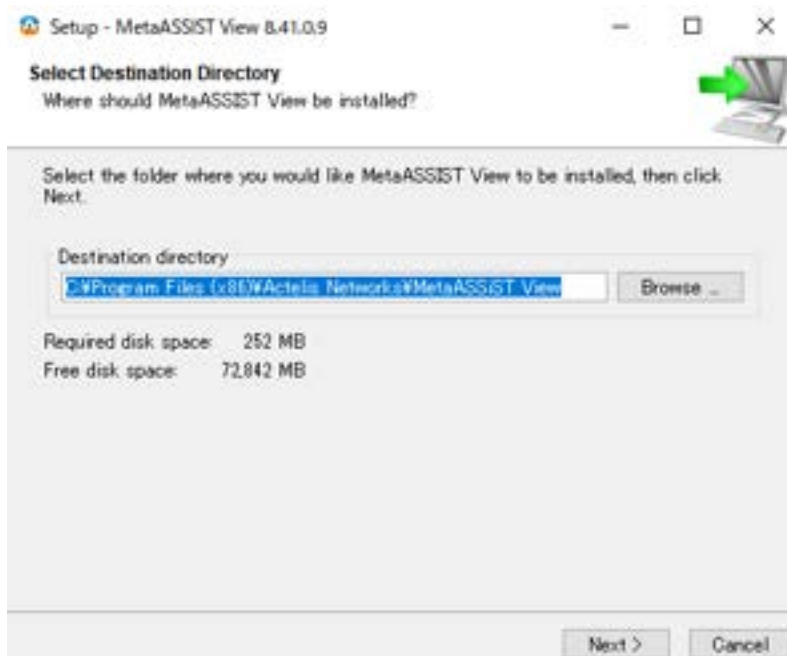 Setup - MetaASSIST View 8.41.0.9
Select Destination Directory
Where should MetaASSIST View be installed?
Select the folder where you would like MetaASSIST View to be installed, then click
Next.
Destination directory
C:¥Program Files (x86)¥Actelis Networks¥MetaASSIST View
Browse ...
Required disk space: 252 MB
Free disk space: 72,842 MB
Next >
Cancel